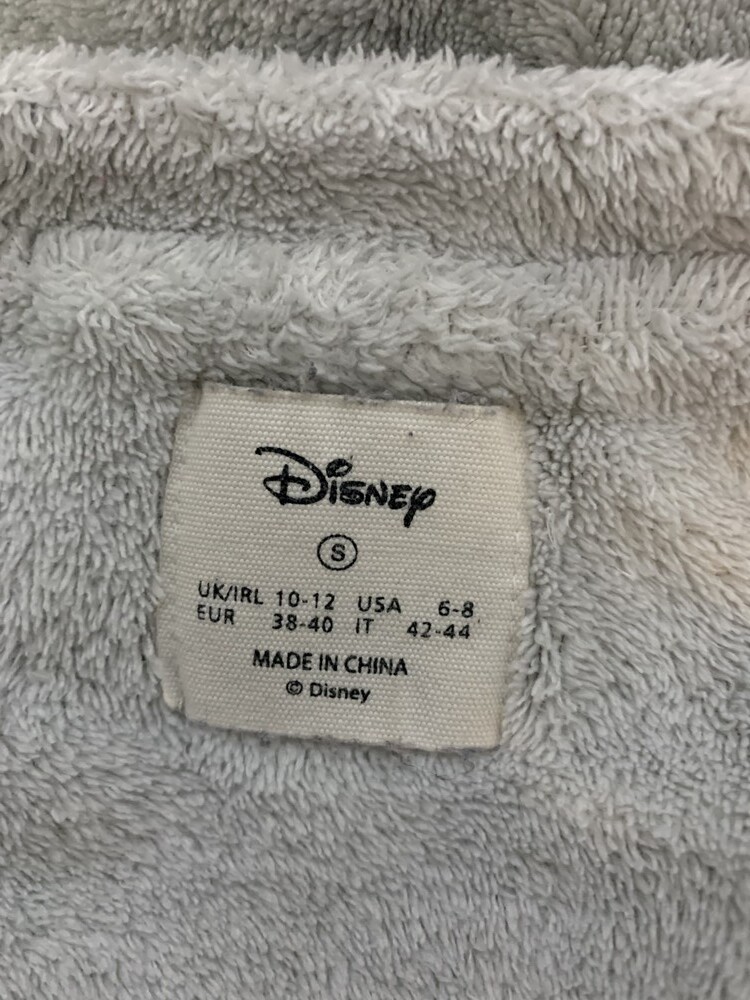 Disney
S
UK/IRL 10-12 USA 6-8
EUR 38-40 IT 42-44
MADE IN CHINA
© Disney